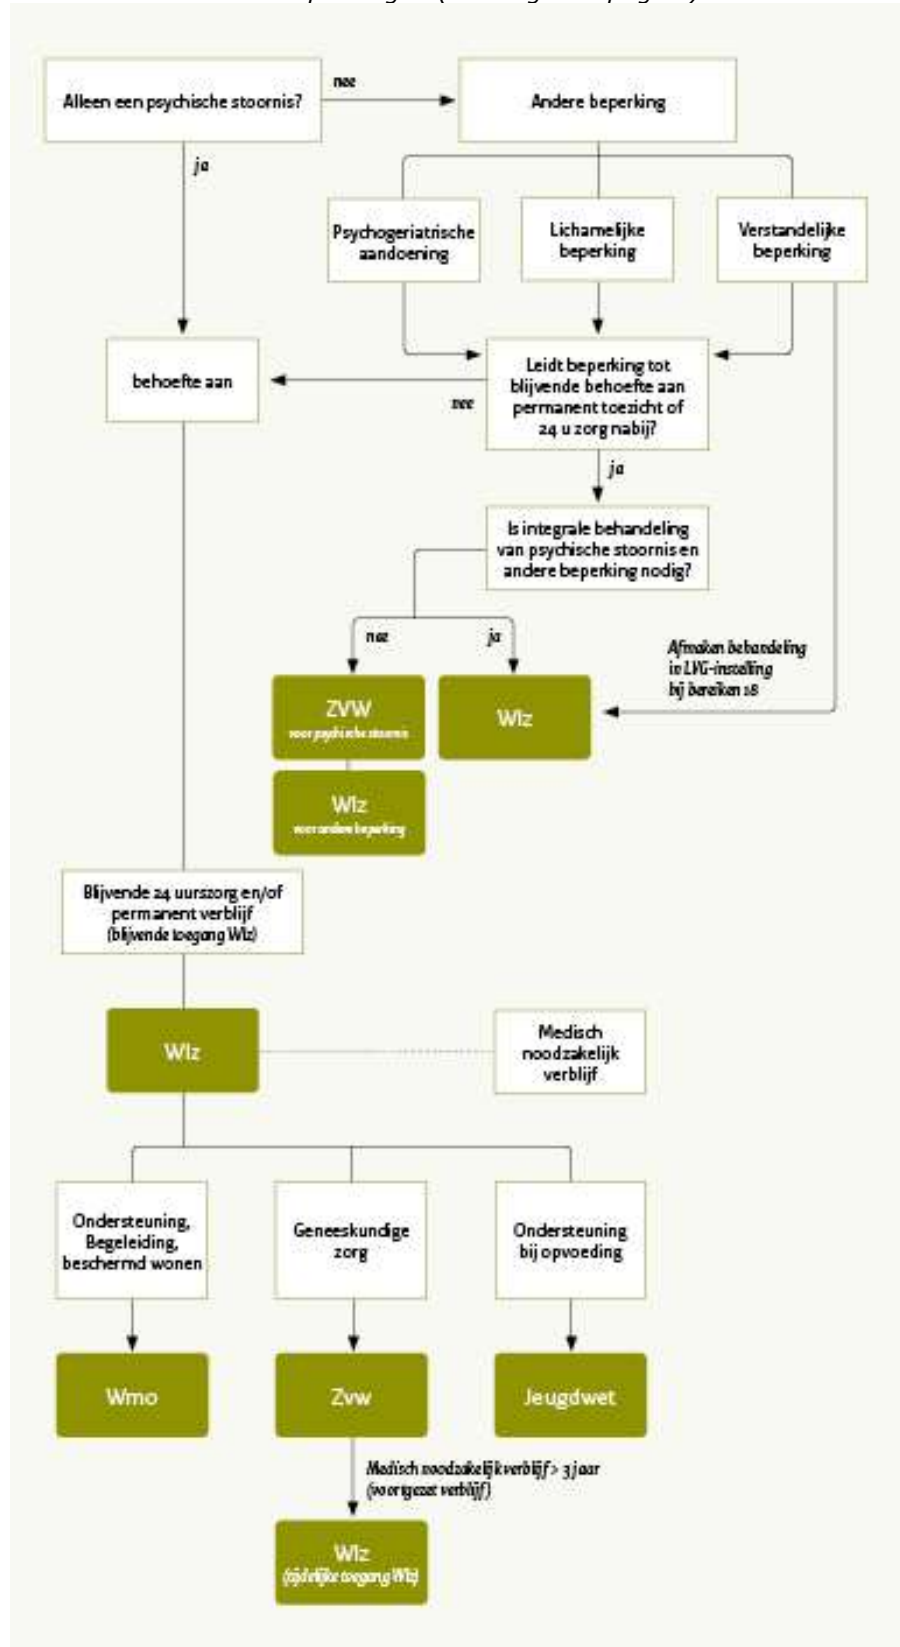 Alleen een psychische stoornis?
nee
Andere beperking
ja
Psychogeriatrische
aandoening
Lichamelijke
beperking
Verstandelijke
beperking
behoefte aan
nee
Leidt beperking tot
blijvende behoefte aan
permanent toezicht of
24 u zorg nabij?
ja
Is integrale behandeling
van psychische stoornis en
andere beperking nodig?
nee
ja
Afmaken behandeling
in LVG-instelling
bij bereiken 18
ZVW
voor psychische stoornis
Wlz
Wlz
voor andere beperking
Blijvende 24 uurszorg en/of
permanent verblijf
(blijvende toegang Wlz)
Wlz
Medisch
noodzakelijk
verblijf
Ondersteuning,
Begeleiding,
beschermd wonen
Geneeskundige
zorg
Ondersteuning
bij opvoeding
Wmo
Zvw
Jeugdwet
Medisch noodzakelijk verblijf > 3 jaar
(voortgezet verblijf)
Wlz
(tijdelijke toegang Wlz)